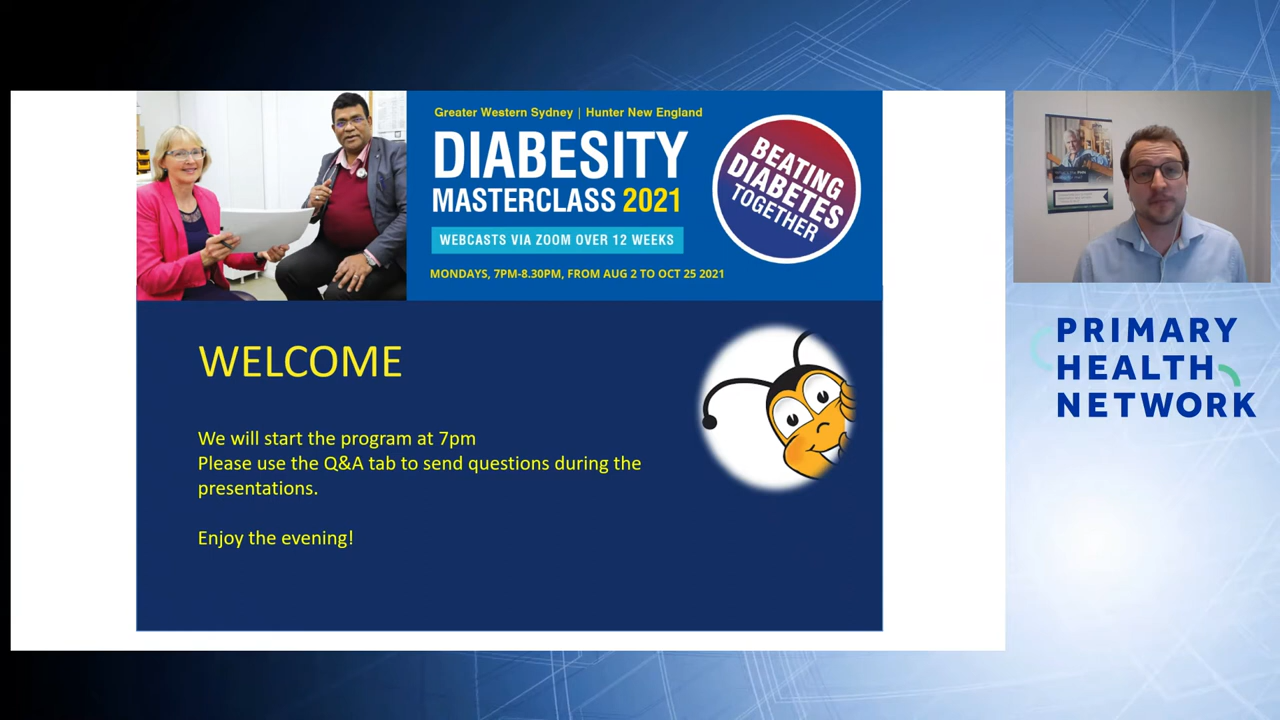 Greater Western Sydney | Hunter New England
DIABESITY
MASTERCLASS 2021
WEBCASTS VIA ZOOM OVER 12 WEEKS
MONDAYS, 7PM-8.30PM, FROM AUG 2 TO OCT 25 2021
BEATING
DIABETES
TOGETHER
WELCOME
We will start the program at 7pm
Please use the Q&A tab to send questions during the
presentations.
Enjoy the evening!
PRIMARY
HEALTH
NETWORK